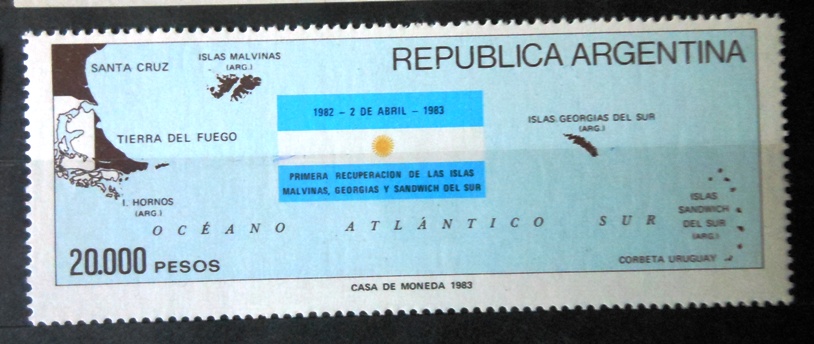 REPUBLICA ARGENTINA
SANTA CRUZ
ISLAS MALVINAS
(ARG.)
1982 - 2 DE ABRIL - 1983
ISLAS GEORGIAS DEL SUR
(ARG.)
TIERRA DEL FUEGO
PRIMERA RECUPERACION DE LAS ISLAS
MALVINAS, GEORGIAS Y SANDWICH DEL SUR
I. HORNOS
(ARG.)
ISLAS
SANDWICH
DEL SUR
(ARG.)
OCÉANO ATLÁNTICO SUR
CORBETA URUGUAY
20.000 PESOS
CASA DE MONEDA 1983